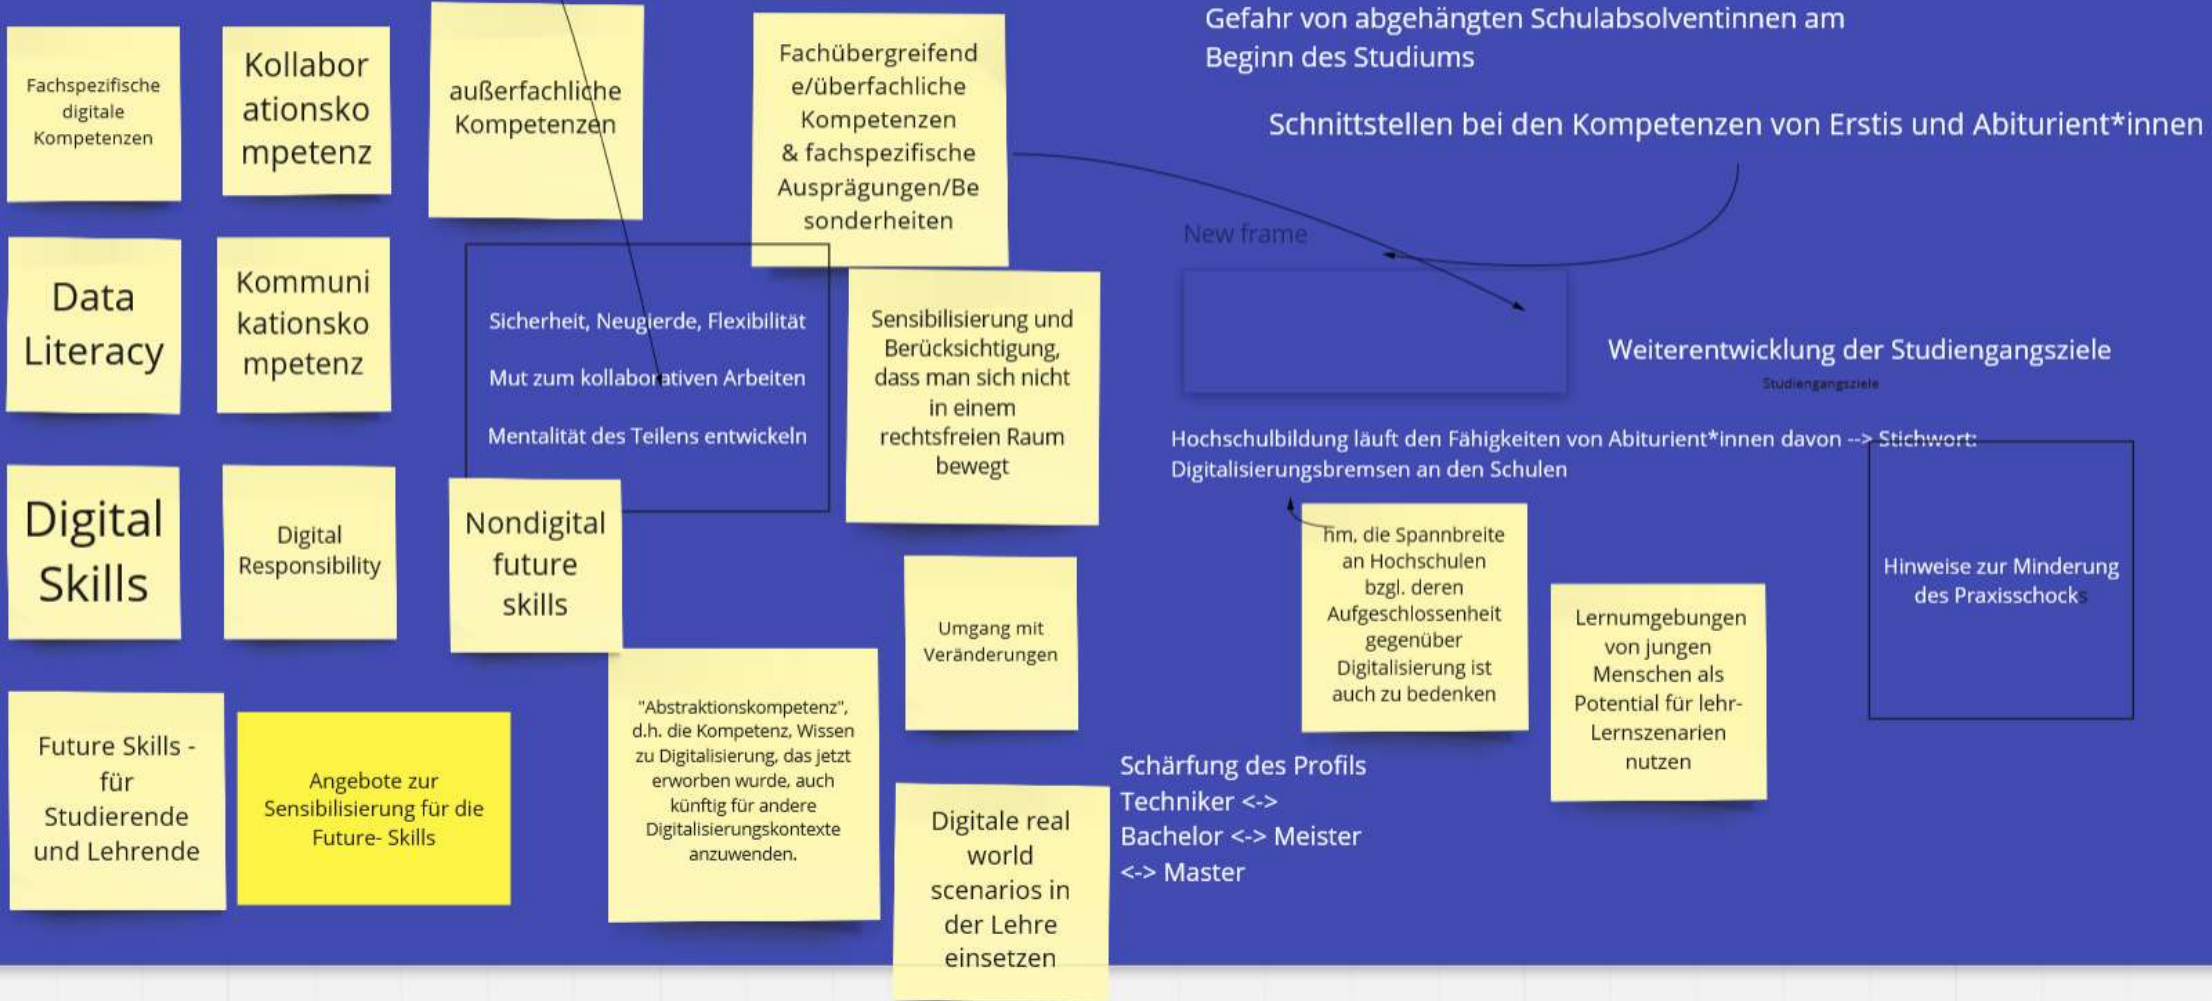 Fachspezifische
digitale
Kompetenzen
Kollabor
ationsko
mpetenz
außerfachliche
Kompetenzen
Fachübergreifend
e/überfachliche
Kompetenzen
& fachspezifische
Ausprägungen/Be
sonderheiten
Gefahr von abgehängten Schulabsolventinnen am
Beginn des Studiums
Schnittstellen bei den Kompetenzen von Erstis und Abiturient*innen
Data
Literacy
Kommuni
kationsko
mpetenz
Sicherheit, Neugierde, Flexibilität
Mut zum kollaborativen Arbeiten
Mentalität des Teilens entwickeln
Sensibilisierung und
Berücksichtigung,
dass man sich nicht
in einem
rechtsfreien Raum
bewegt
New frame
Weiterentwicklung der Studiengangsziele
Studiengangsziele
Hochschulbildung läuft den Fähigkeiten von Abiturient*innen davon --> Stichwort:
Digitalisierungsbremsen an den Schulen
Digital
Skills
Digital
Responsibility
Nondigital
future
skills
Umgang mit
Veränderungen
hm, die Spannbreite
an Hochschulen
bzgl. deren
Aufgeschlossenheit
gegenüber
Digitalisierung ist
auch zu bedenken
Lernumgebungen
von jungen
Menschen als
Potential für lehr-
Lernszenarien
nutzen
Hinweise zur Minderung
des Praxisschocks
Future Skills -
für
Studierende
und Lehrende
Angebote zur
Sensibilisierung für die
Future- Skills
"Abstraktionskompetenz",
d.h. die Kompetenz, Wissen
zu Digitalisierung, das jetzt
erworben wurde, auch
künftig für andere
Digitalisierungskontexte
anzuwenden.
Digitale real
world
scenarios in
der Lehre
einsetzen
Schärfung des Profils
Techniker <->
Bachelor <-> Meister
<-> Master